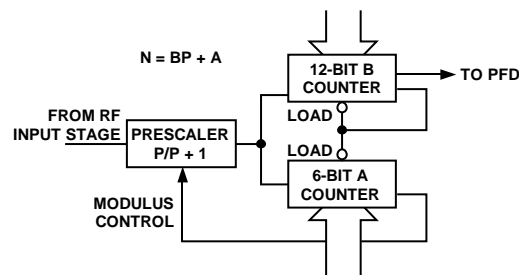 N = BP + A
12-BIT B
COUNTER
TO PFD
FROM RF
INPUT STAGE
PRESCALER
P/P + 1
LOAD
LOAD
6-BIT A
COUNTER
MODULUS
CONTROL